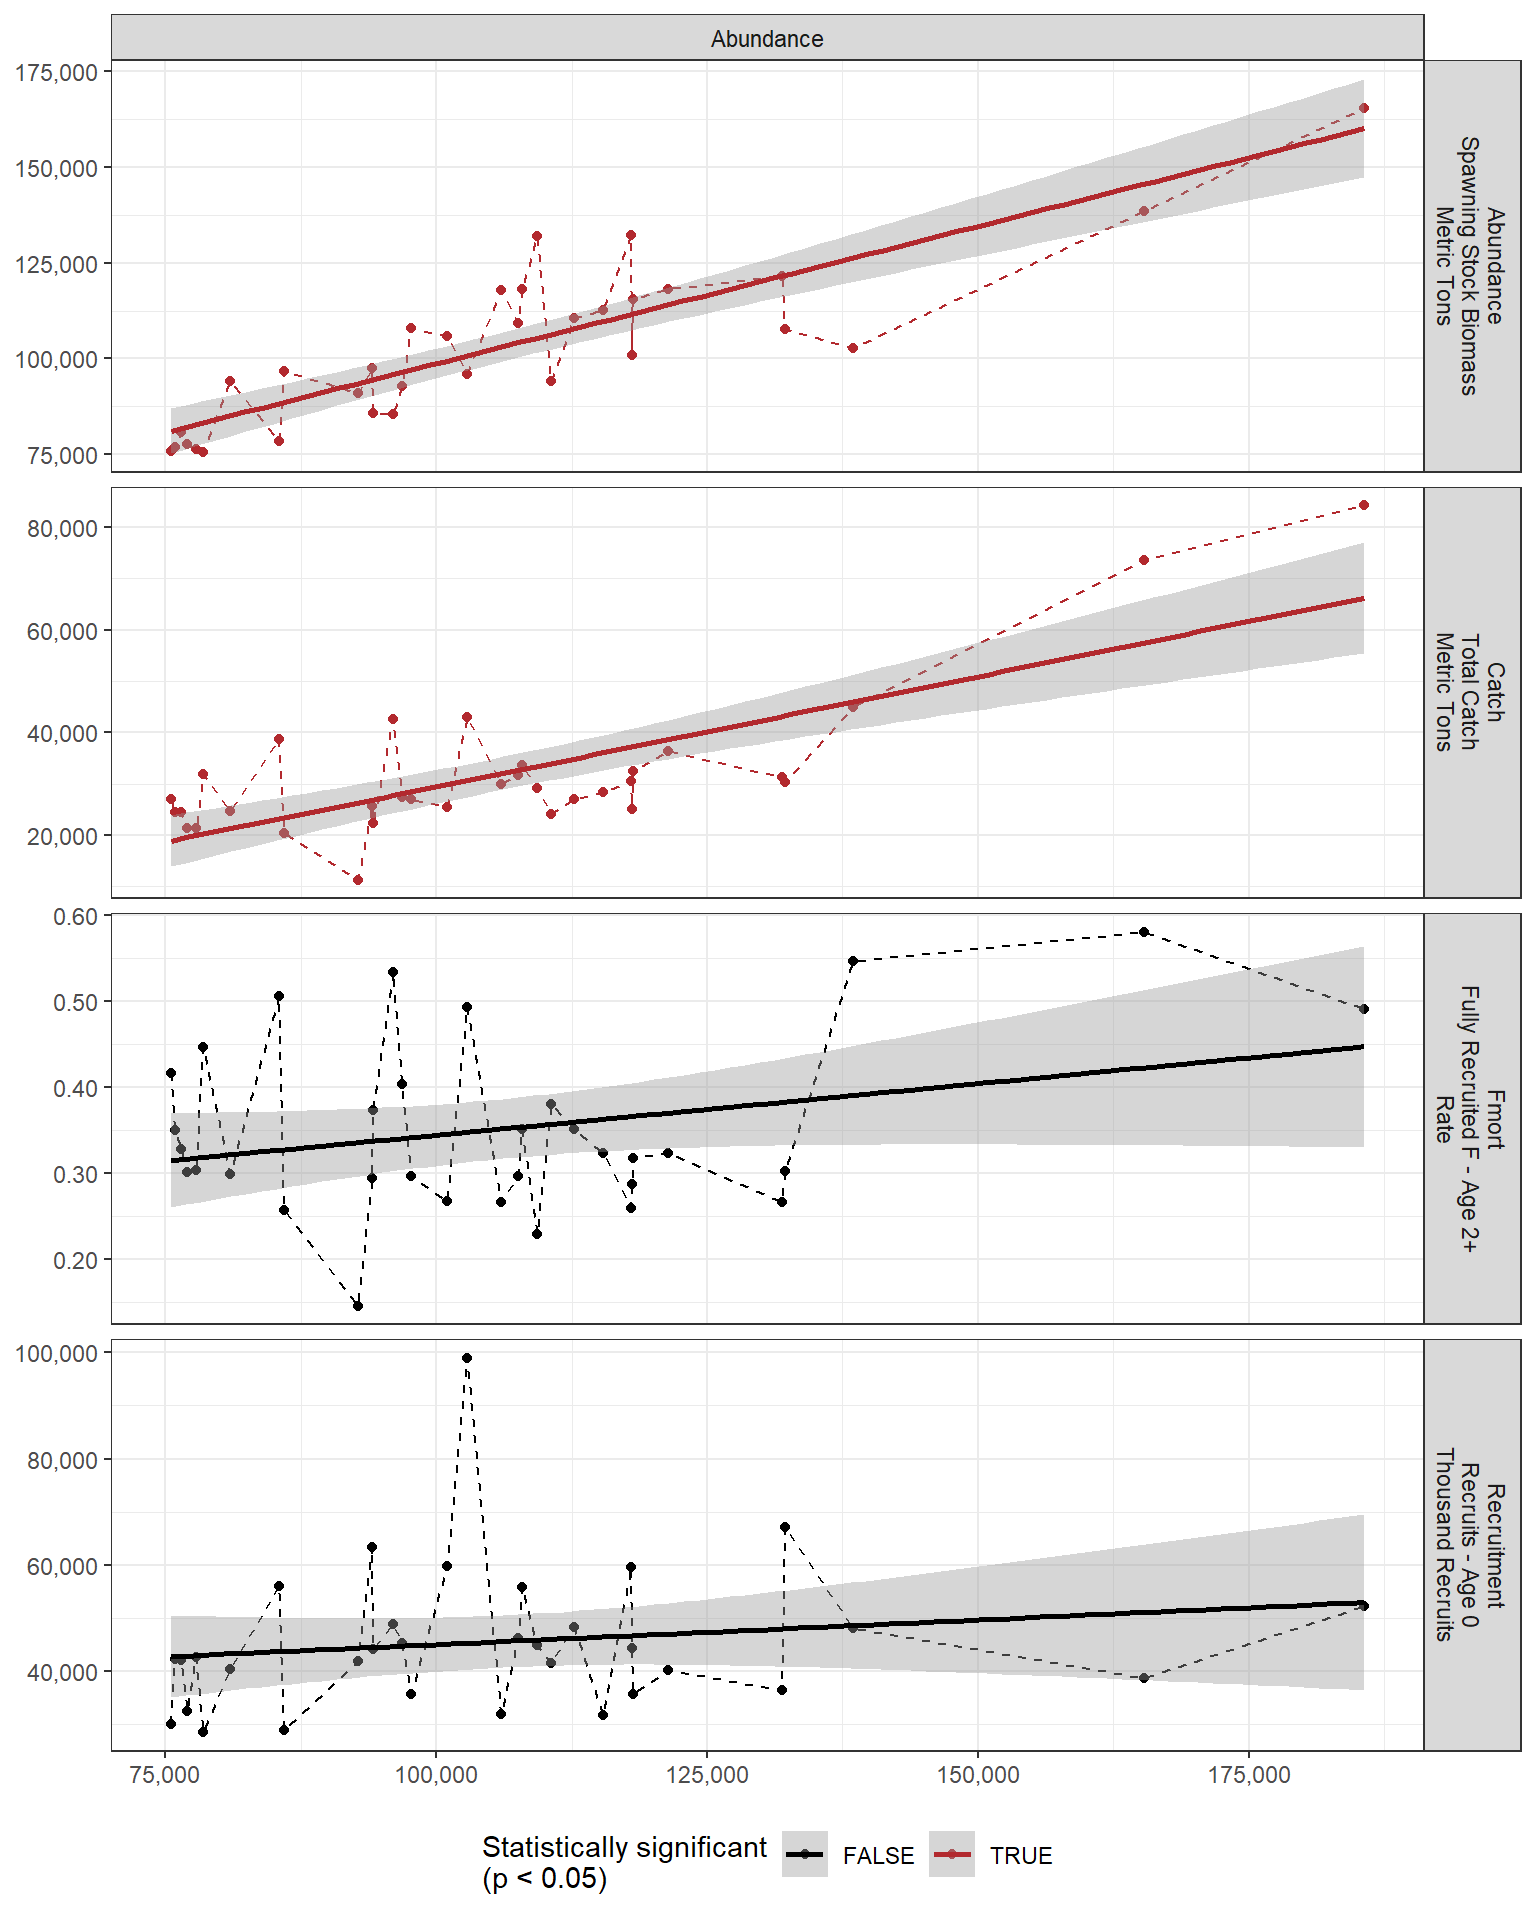 Abundance
175,000
150,000
125,000
100,000
75,000
Abundance
Spawning Stock Biomass
Metric Tons
80,000
60,000
40,000
20,000
Catch
Total Catch
Metric Tons
0.60
0.50
0.40
0.30
0.20
Fmort
Fully Recruited F - Age 2+
Rate
100,000
80,000
60,000
40,000
Recruitment
Recruits - Age 0
Thousand Recruits
75,000 100,000 125,000 150,000 175,000
Statistically significant
(p < 0.05)
FALSE TRUE